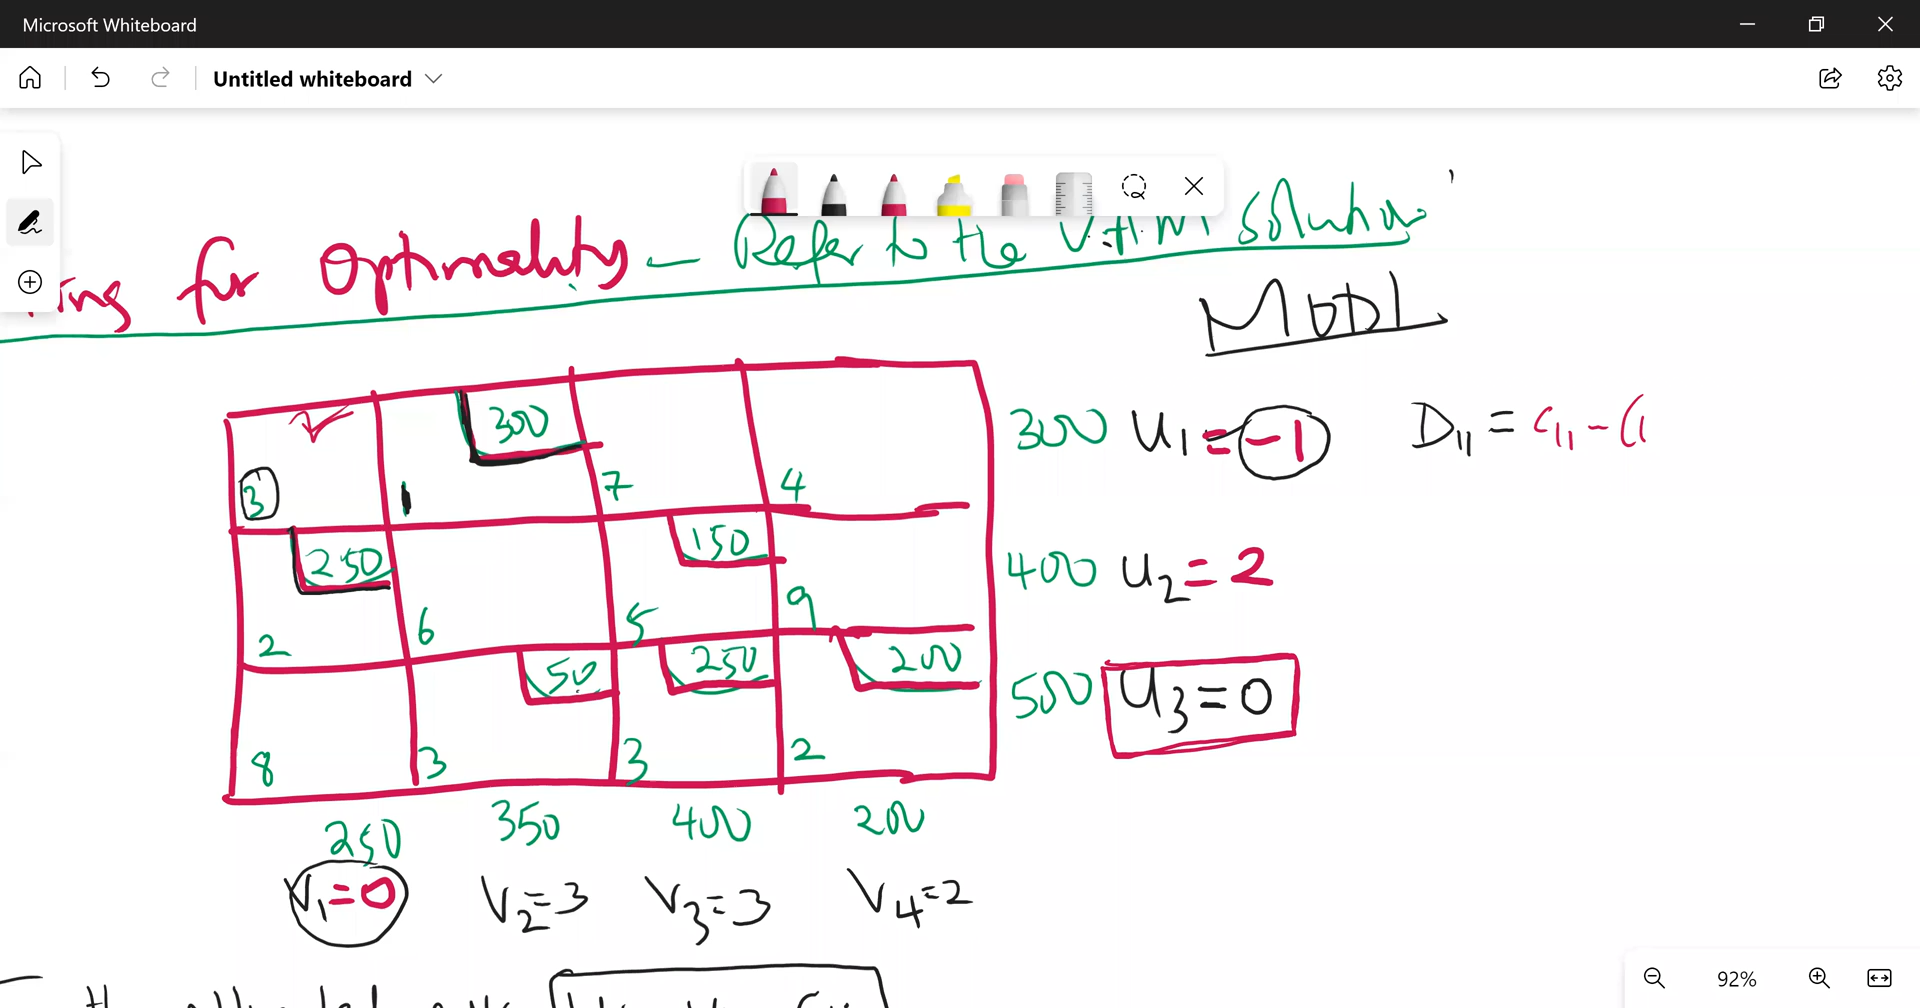 Microsoft Whiteboard
Untitled whiteboard
for Optimality - Refer to the VAM solution
MODI
300 300 U1 = -1 D11 = C11 - (
3 1 7 4
250 150 400 U2 = 2
2 6 5 9
50 250 200 500 U3 = 0
8 3 3 2
250 350 400 200
V1 = 0 V2 = 3 V3 = 3 V4 = 2
92%